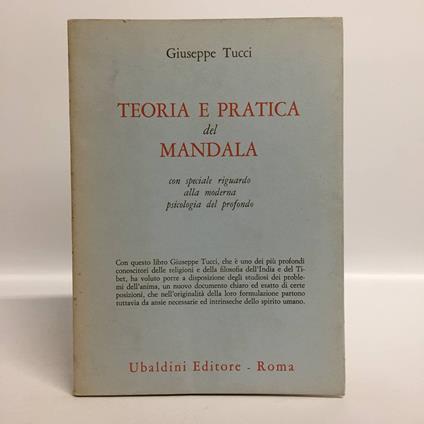 Giuseppe Tucci
TEORIA E PRATICA
del
MANDALA
con speciale riguardo
alla moderna
psicologia del profondo
Con questo libro Giuseppe Tucci, che è uno dei più profondi
conoscitori delle religioni e della filosofia dell'India e del Ti-
bet, ha voluto porre a disposizione degli studiosi dei proble-
mi dell'anima, un nuovo documento chiaro ed esatto di certe
posizioni, che nell'originalità della loro formulazione partono
tuttavia da ansie necessarie ed intrinseche dello spirito umano.
Ubaldini Editore - Roma